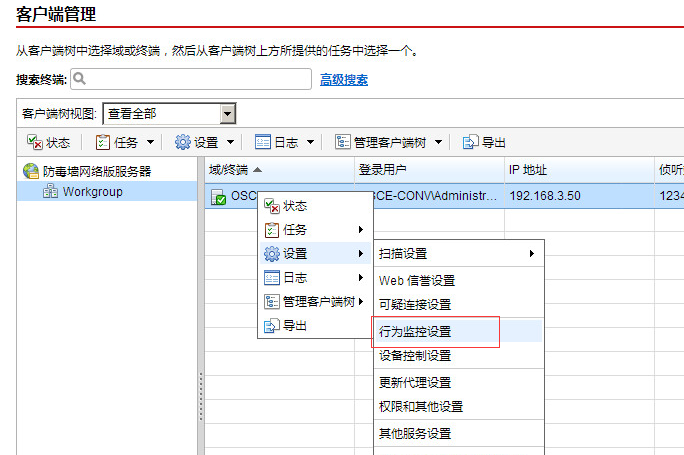 客户端管理
从客户端树中选择域或终端，然后从客户端树上方所提供的任务中选择一个。
搜索终端: 高级搜索
客户端树视图: 查看全部
状态 任务 设置 日志 管理客户端树 导出
防毒墙网络版服务器 域/终端 登录用户 IP 地址 侦听
Workgroup OSC SCE-CONV\Administr... 192.168.3.50 1234
状态
任务
设置
日志
管理客户端树
导出
扫描设置
Web 信誉设置
可疑连接设置
行为监控设置
设备控制设置
更新代理设置
权限和其他设置
其他服务设置